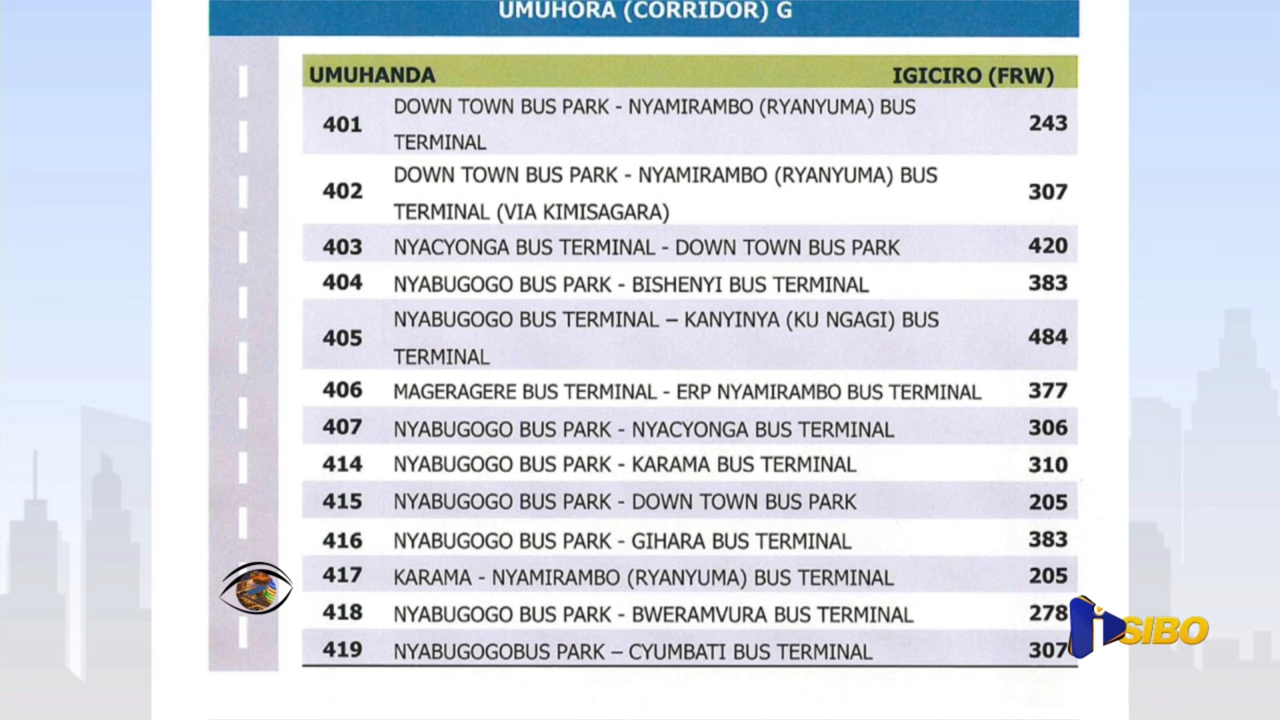 UMUHORA (CORRIDOR) G
UMUHANDA IGICIRO (FRW)
401 DOWN TOWN BUS PARK - NYAMIRAMBO (RYANYUMA) BUS
TERMINAL 243
402 DOWN TOWN BUS PARK - NYAMIRAMBO (RYANYUMA) BUS
TERMINAL (VIA KIMISAGARA) 307
403 NYACYONGA BUS TERMINAL - DOWN TOWN BUS PARK 420
404 NYABUGOGO BUS PARK - BISHENYI BUS TERMINAL 383
405 NYABUGOGO BUS TERMINAL – KANYINYA (KU NGAGI) BUS
TERMINAL 484
406 MAGERAGERE BUS TERMINAL - ERP NYAMIRAMBO BUS TERMINAL 377
407 NYABUGOGO BUS PARK - NYACYONGA BUS TERMINAL 306
414 NYABUGOGO BUS PARK - KARAMA BUS TERMINAL 310
415 NYABUGOGO BUS PARK - DOWN TOWN BUS PARK 205
416 NYABUGOGO BUS PARK - GIHARA BUS TERMINAL 383
417 KARAMA - NYAMIRAMBO (RYANYUMA) BUS TERMINAL 205
418 NYABUGOGO BUS PARK - BWERAMVURA BUS TERMINAL 278
419 NYABUGOGOBUS PARK – CYUMBATI BUS TERMINAL 307
iSIBO